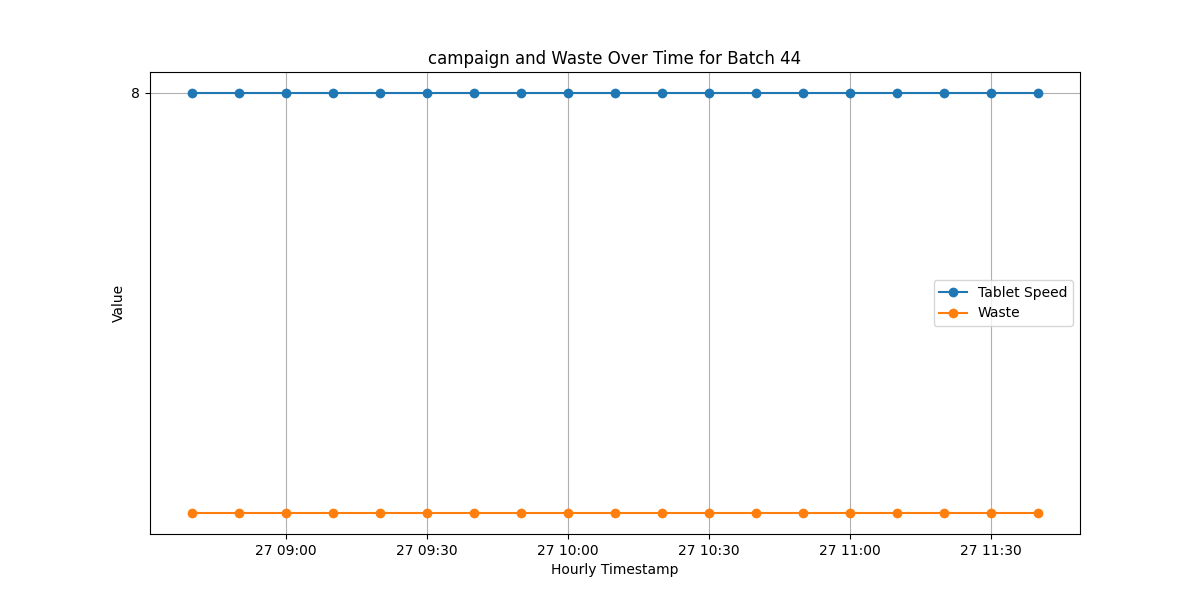 campaign and Waste Over Time for Batch 44
8
Value
Tablet Speed
Waste
27 09:00 27 09:30 27 10:00 27 10:30 27 11:00 27 11:30
Hourly Timestamp